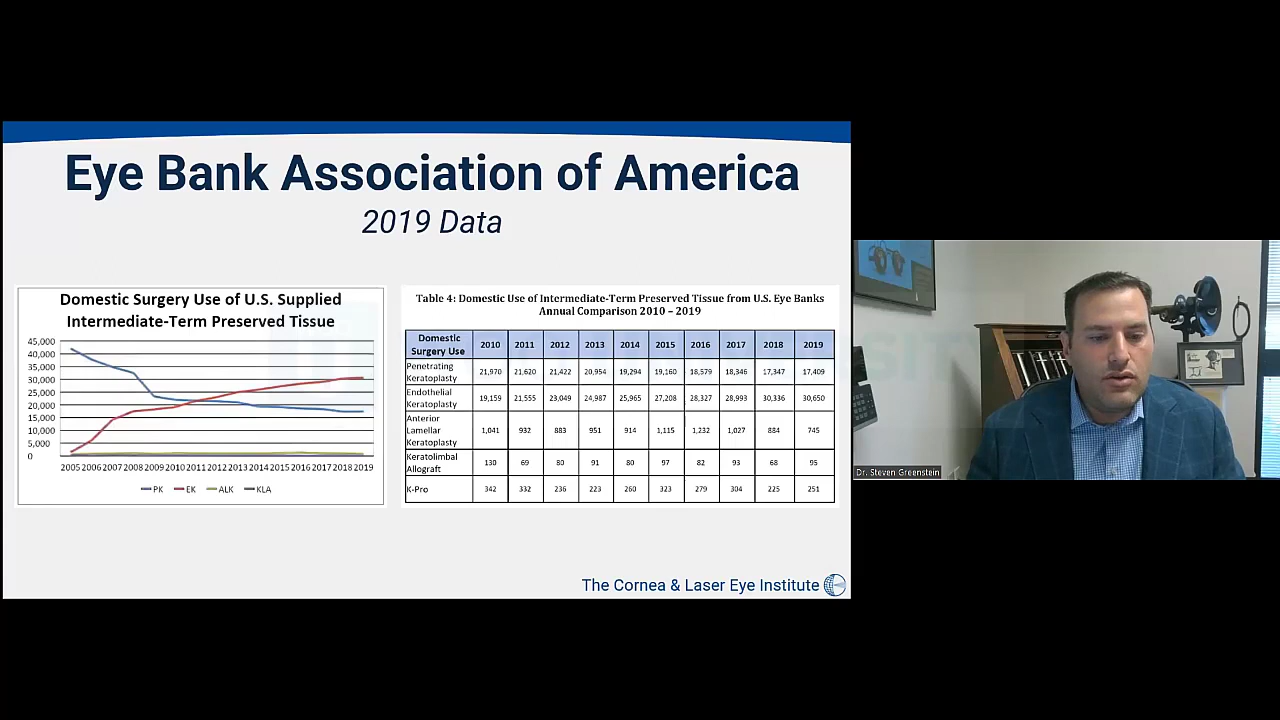 Eye Bank Association of America
2019 Data
Domestic Surgery Use of U.S. Supplied
Intermediate-Term Preserved Tissue
45,000
40,000
35,000
30,000
25,000
20,000
15,000
10,000
5,000
0
2005 2006 2007 2008 2009 2010 2011 2012 2013 2014 2015 2016 2017 2018 2019
PK EK ALK KLA
Table 4: Domestic Use of Intermediate-Term Preserved Tissue from U.S. Eye Banks
Annual Comparison 2010 – 2019
Domestic Surgery Use 2010 2011 2012 2013 2014 2015 2016 2017 2018 2019
Penetrating Keratoplasty 21,970 21,620 21,422 20,954 19,294 19,160 18,579 18,346 17,347 17,409
Endothelial Keratoplasty 19,159 21,555 23,049 24,987 25,965 27,208 28,327 28,993 30,336 30,650
Anterior Lamellar Keratoplasty 1,041 932 883 951 914 1,115 1,232 1,027 884 745
Keratolimbal Allograft 130 69 80 91 80 97 82 93 68 95
K-Pro 342 332 236 223 260 323 279 304 225 251
The Cornea & Laser Eye Institute
Dr. Steven Greenstein